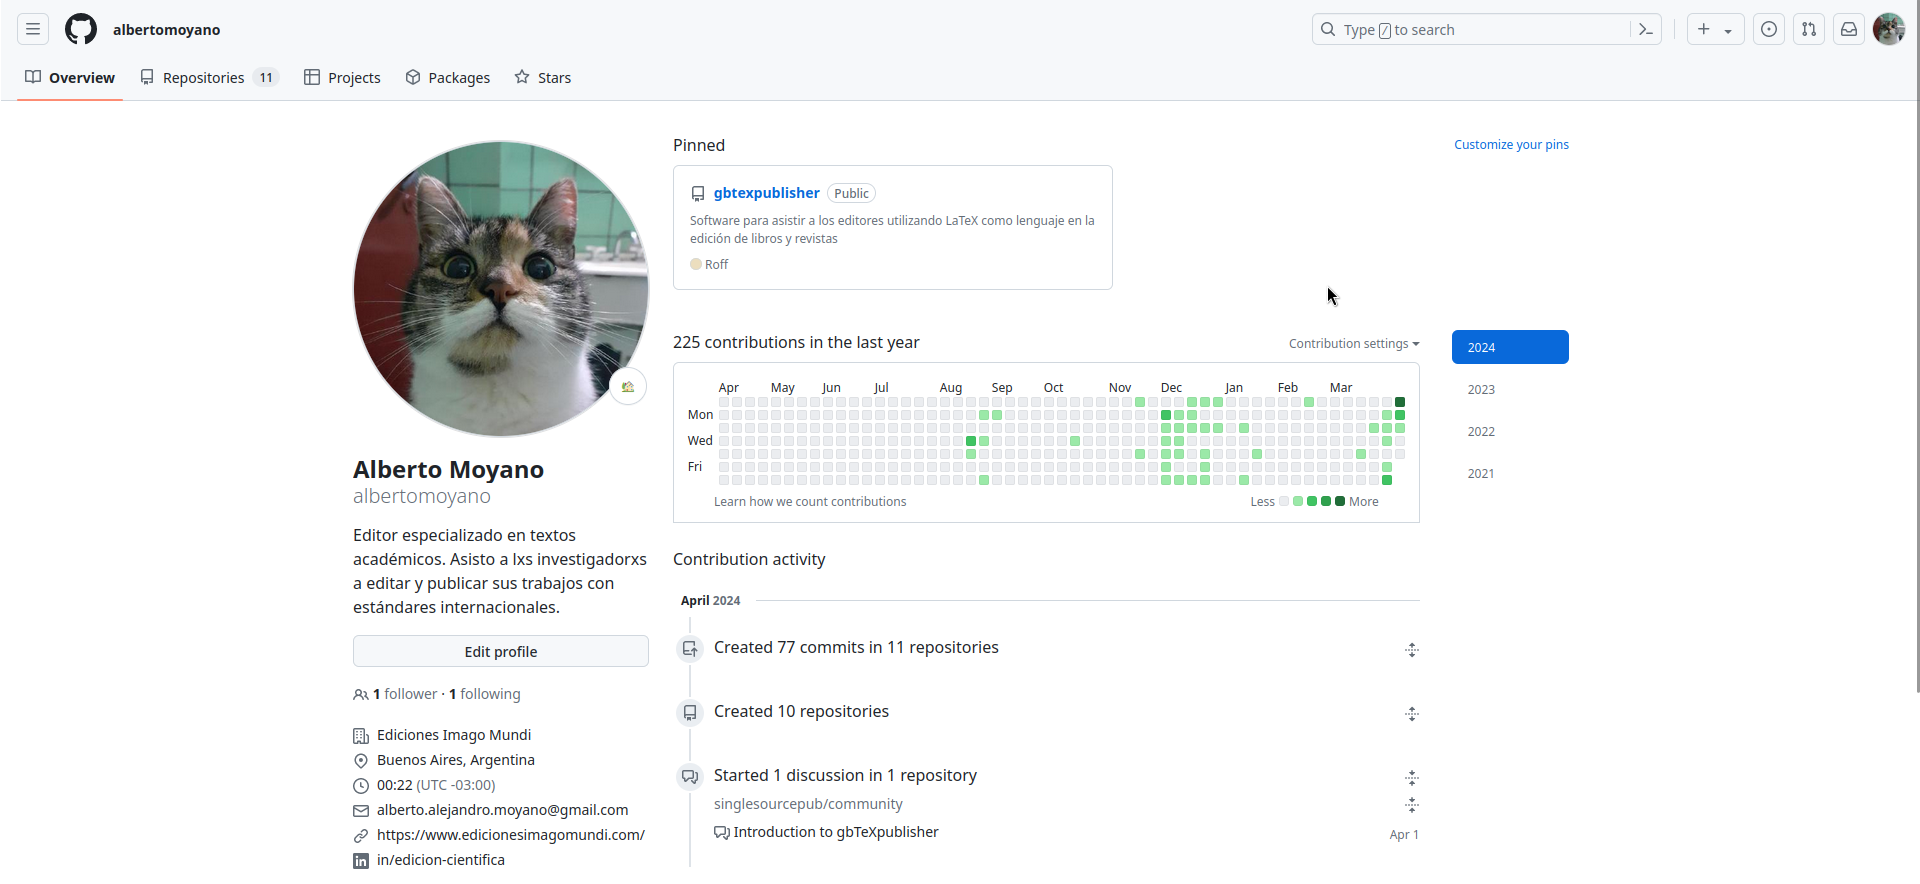 albertomoyano
Type / to search
Overview
Repositories 11
Projects
Packages
Stars
Alberto Moyano
albertomoyano
Editor especializado en textos
académicos. Asisto a lxs investigadorxs
a editar y publicar sus trabajos con
estándares internacionales.
Edit profile
1 follower · 1 following
Ediciones Imago Mundi
Buenos Aires, Argentina
00:22 (UTC -03:00)
alberto.alejandro.moyano@gmail.com
https://www.edicionesimagomundi.com/
in/edicion-cientifica
Pinned
Customize your pins
gbtexpublisher Public
Software para asistir a los editores utilizando LaTeX como lenguaje en la
edición de libros y revistas
Roff
225 contributions in the last year
Contribution settings
Apr May Jun Jul Aug Sep Oct Nov Dec Jan Feb Mar
Mon
Wed
Fri
Learn how we count contributions
Less More
2024
2023
2022
2021
Contribution activity
April 2024
Created 77 commits in 11 repositories
Created 10 repositories
Started 1 discussion in 1 repository
singlesourcepub/community
Introduction to gbTeXpublisher Apr 1